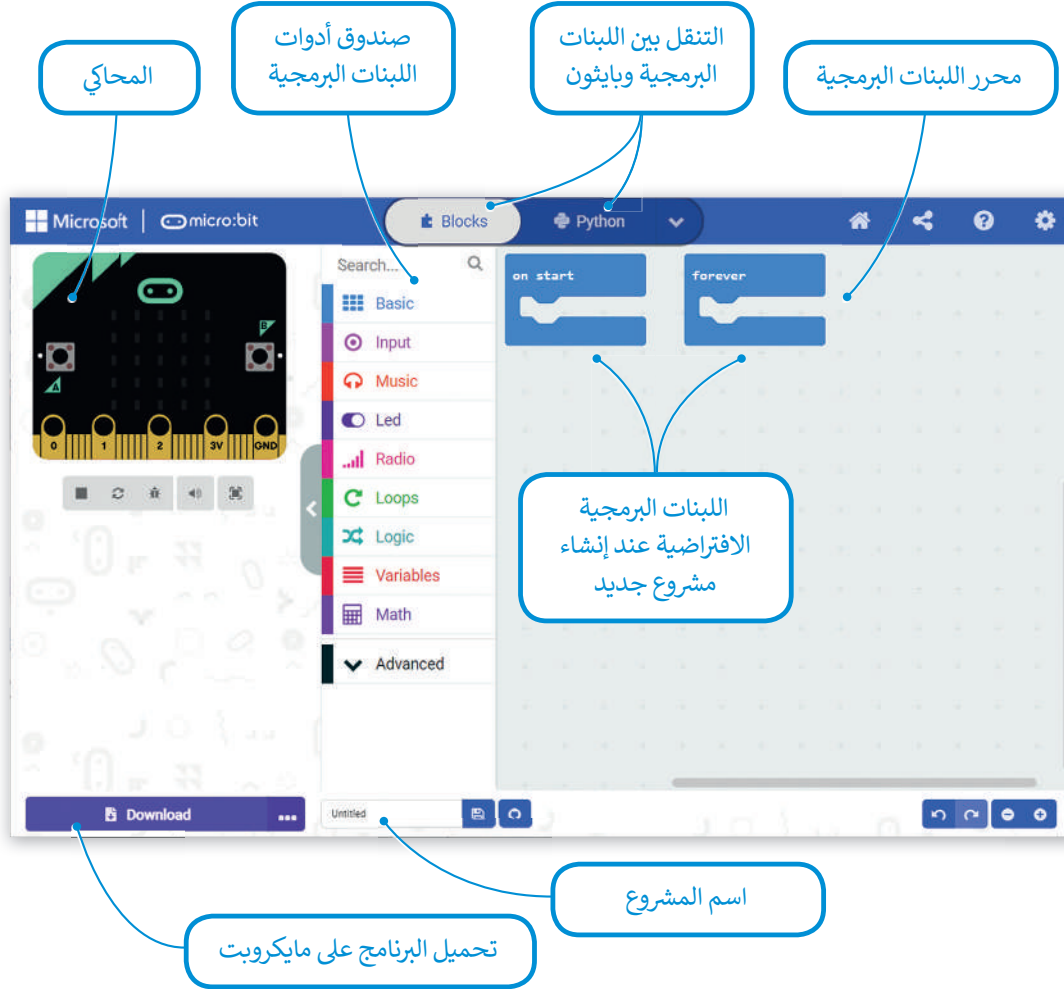 المحاكي
صندوق أدوات
اللبنات البرمجية
التنقل بين اللبنات
البرمجية وبايثون
محرر اللبنات البرمجية
Microsoft | micro:bit
Blocks
Python
Search...
Basic
Input
Music
Led
Radio
Loops
Logic
Variables
Math
Advanced
on start
forever
A
B
0 1 2 3V GND
اللبنات البرمجية
الافتراضية عند إنشاء
مشروع جديد
Download
Untitled
اسم المشروع
تحميل البرنامج على مايكروبت